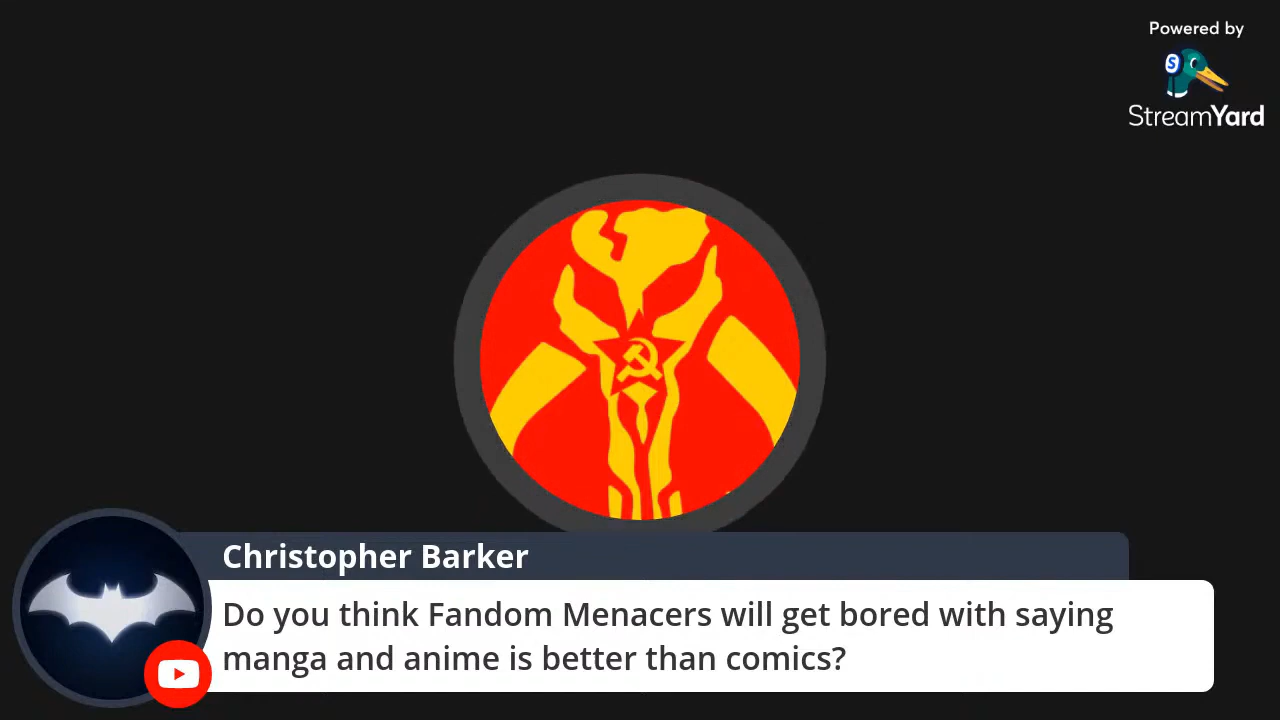 Powered by
S
StreamYard
Christopher Barker
Do you think Fandom Menacers will get bored with saying
manga and anime is better than comics?